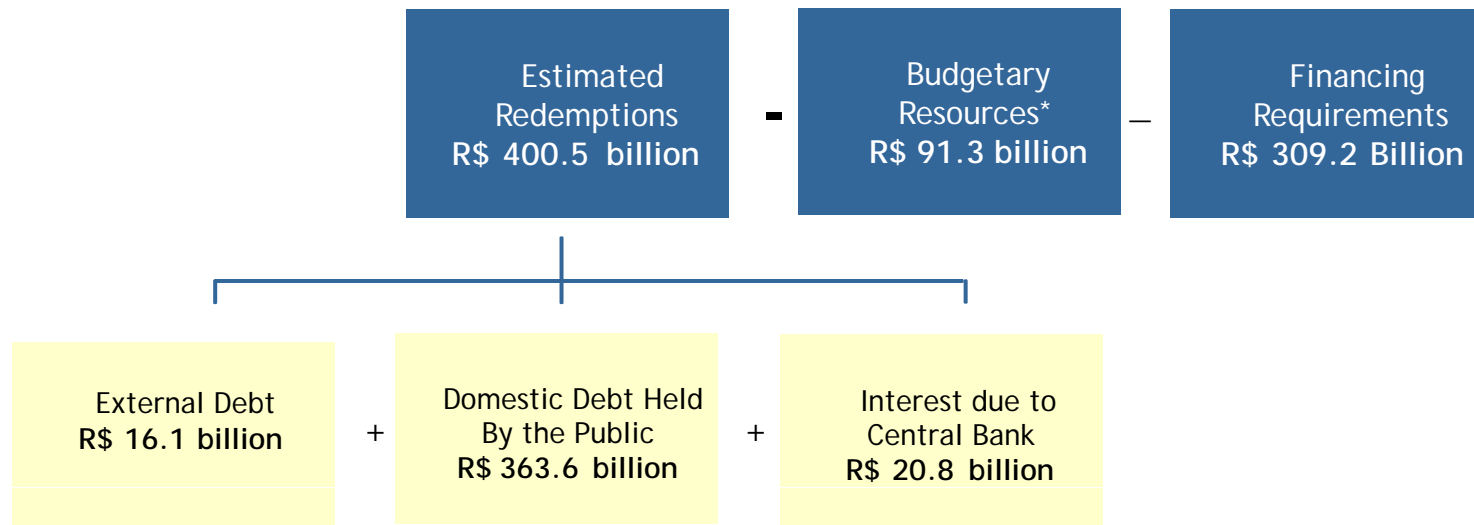 Estimated
Redemptions
R$ 400.5 billion
-
Budgetary
Resources*
R$ 91.3 billion
–
Financing
Requirements
R$ 309.2 Billion
External Debt
R$ 16.1 billion
+
Domestic Debt Held
By the Public
R$ 363.6 billion
+
Interest due to
Central Bank
R$ 20.8 billion